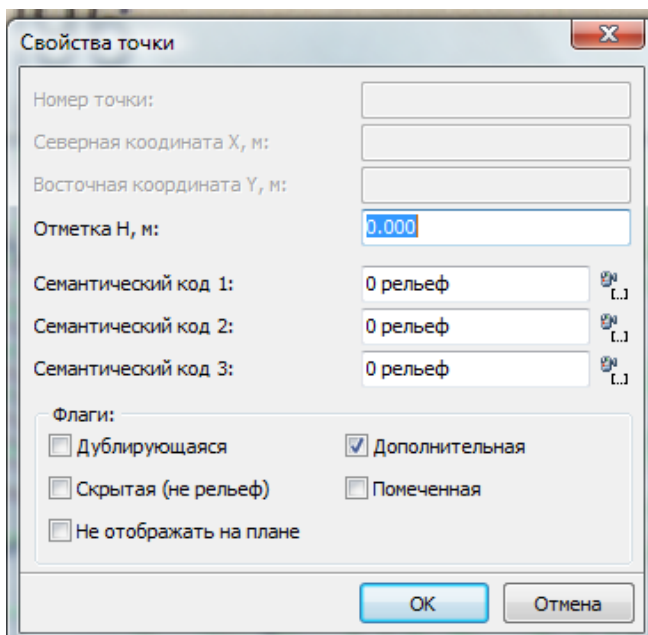 Свойства точки
Номер точки:
Северная коодината X, м:
Восточная координата Y, м:
Отметка H, м: 0.000
Семантический код 1: 0 рельеф [..]
Семантический код 2: 0 рельеф [..]
Семантический код 3: 0 рельеф [..]
Флаги:
Дублирующаяся Дополнительная
Скрытая (не рельеф) Помеченная
Не отображать на плане
OK Отмена